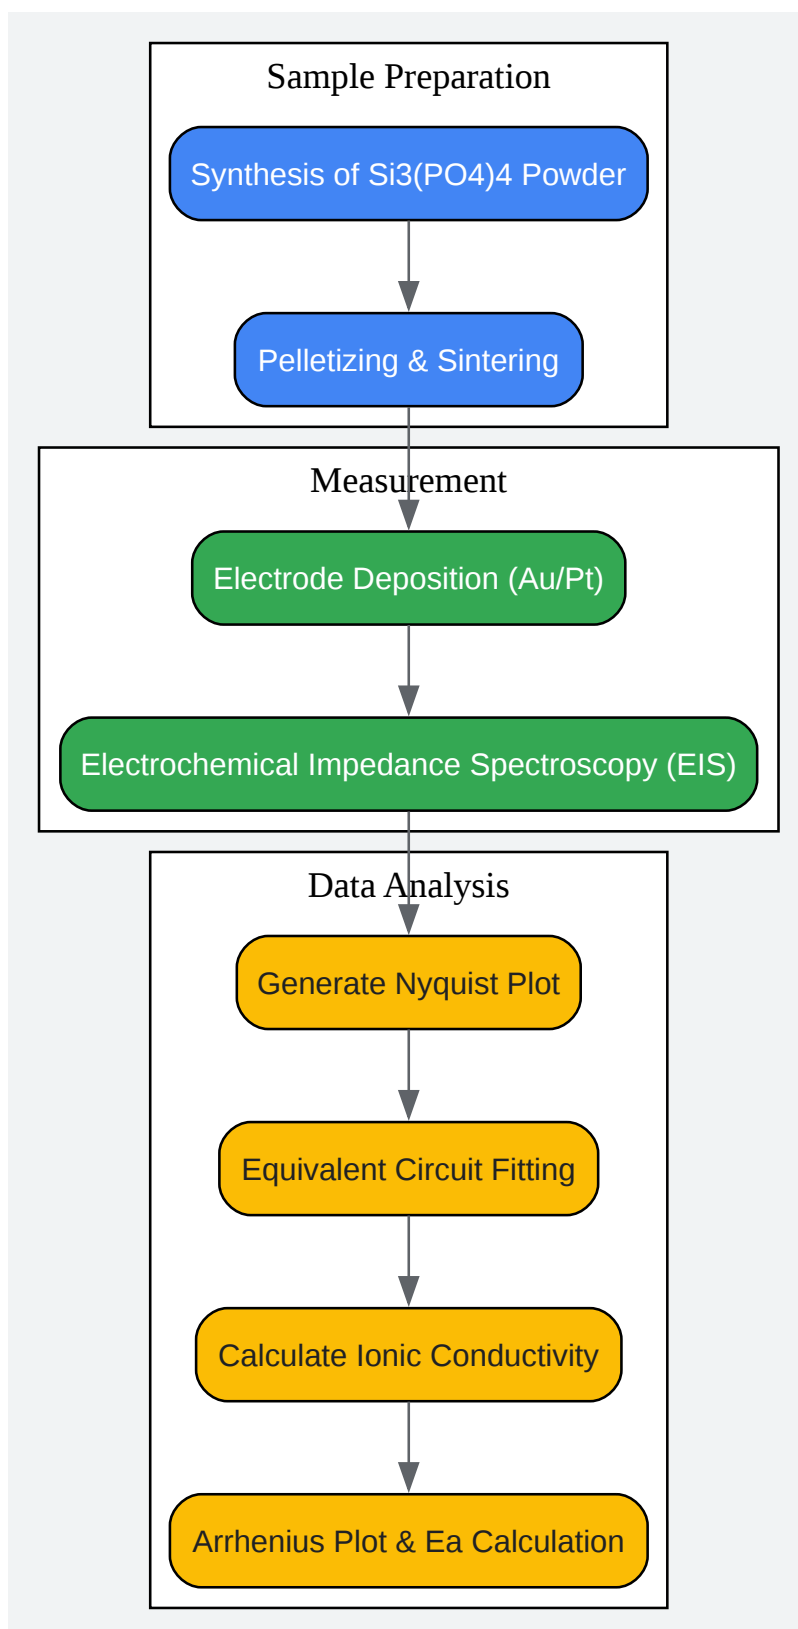 Sample Preparation
Synthesis of Si3(PO4)4 Powder
Pelletizing & Sintering
Measurement
Electrode Deposition (Au/Pt)
Electrochemical Impedance Spectroscopy (EIS)
Data Analysis
Generate Nyquist Plot
Equivalent Circuit Fitting
Calculate Ionic Conductivity
Arrhenius Plot & Ea Calculation